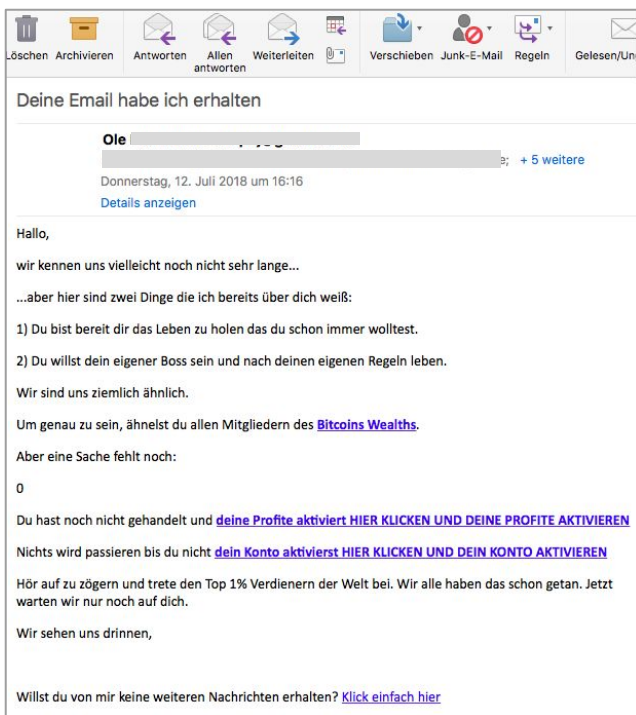 Löschen Archivieren Antworten Allen antworten Weiterleiten Verschieben Junk-E-Mail Regeln Gelesen/Un
Deine Email habe ich erhalten
Ole
e; + 5 weitere
Donnerstag, 12. Juli 2018 um 16:16
Details anzeigen
Hallo,
wir kennen uns vielleicht noch nicht sehr lange...
...aber hier sind zwei Dinge die ich bereits über dich weiß:
1) Du bist bereit dir das Leben zu holen das du schon immer wolltest.
2) Du willst dein eigener Boss sein und nach deinen eigenen Regeln leben.
Wir sind uns ziemlich ähnlich.
Um genau zu sein, ähnelst du allen Mitgliedern des Bitcoins Wealths.
Aber eine Sache fehlt noch:
0
Du hast noch nicht gehandelt und deine Profite aktiviert HIER KLICKEN UND DEINE PROFITE AKTIVIEREN
Nichts wird passieren bis du nicht dein Konto aktivierst HIER KLICKEN UND DEIN KONTO AKTIVIEREN
Hör auf zu zögern und trete den Top 1% Verdienern der Welt bei. Wir alle haben das schon getan. Jetzt
warten wir nur noch auf dich.
Wir sehen uns drinnen,
Willst du von mir keine weiteren Nachrichten erhalten? Klick einfach hier